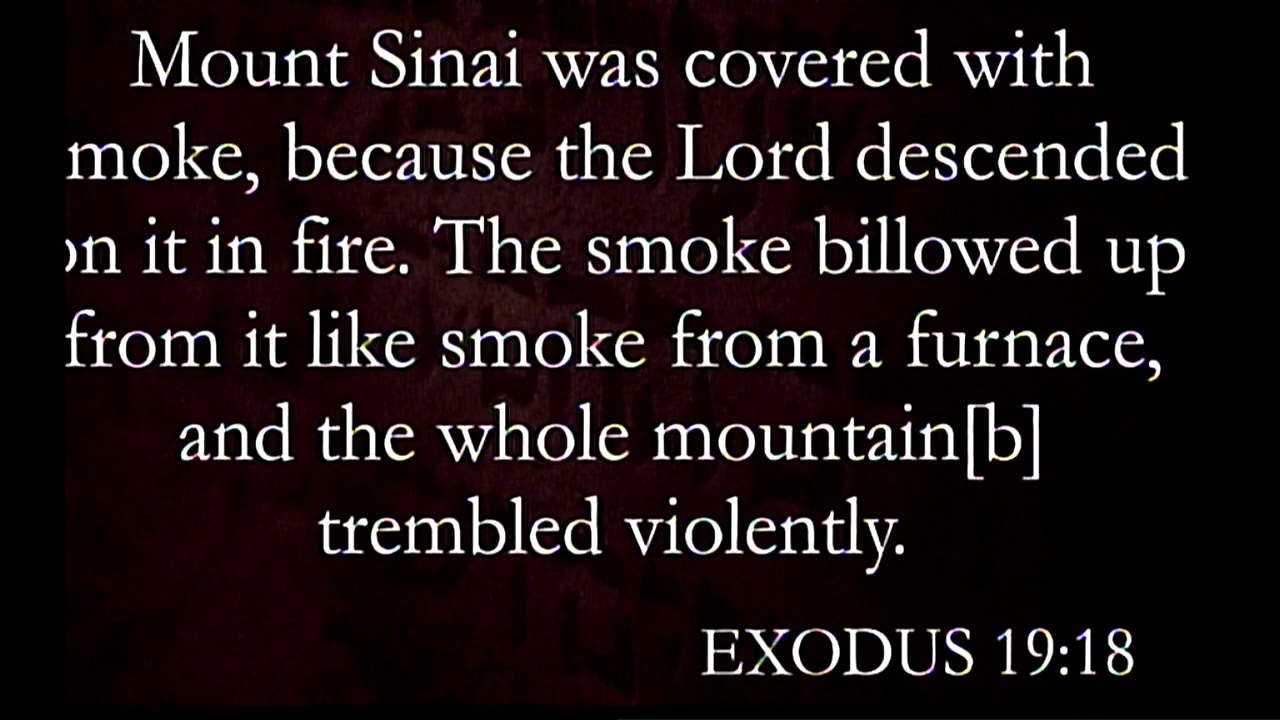 Mount Sinai was covered with
moke, because the Lord descended
on it in fire. The smoke billowed up
from it like smoke from a furnace,
and the whole mountain[b]
trembled violently.
EXODUS 19:18